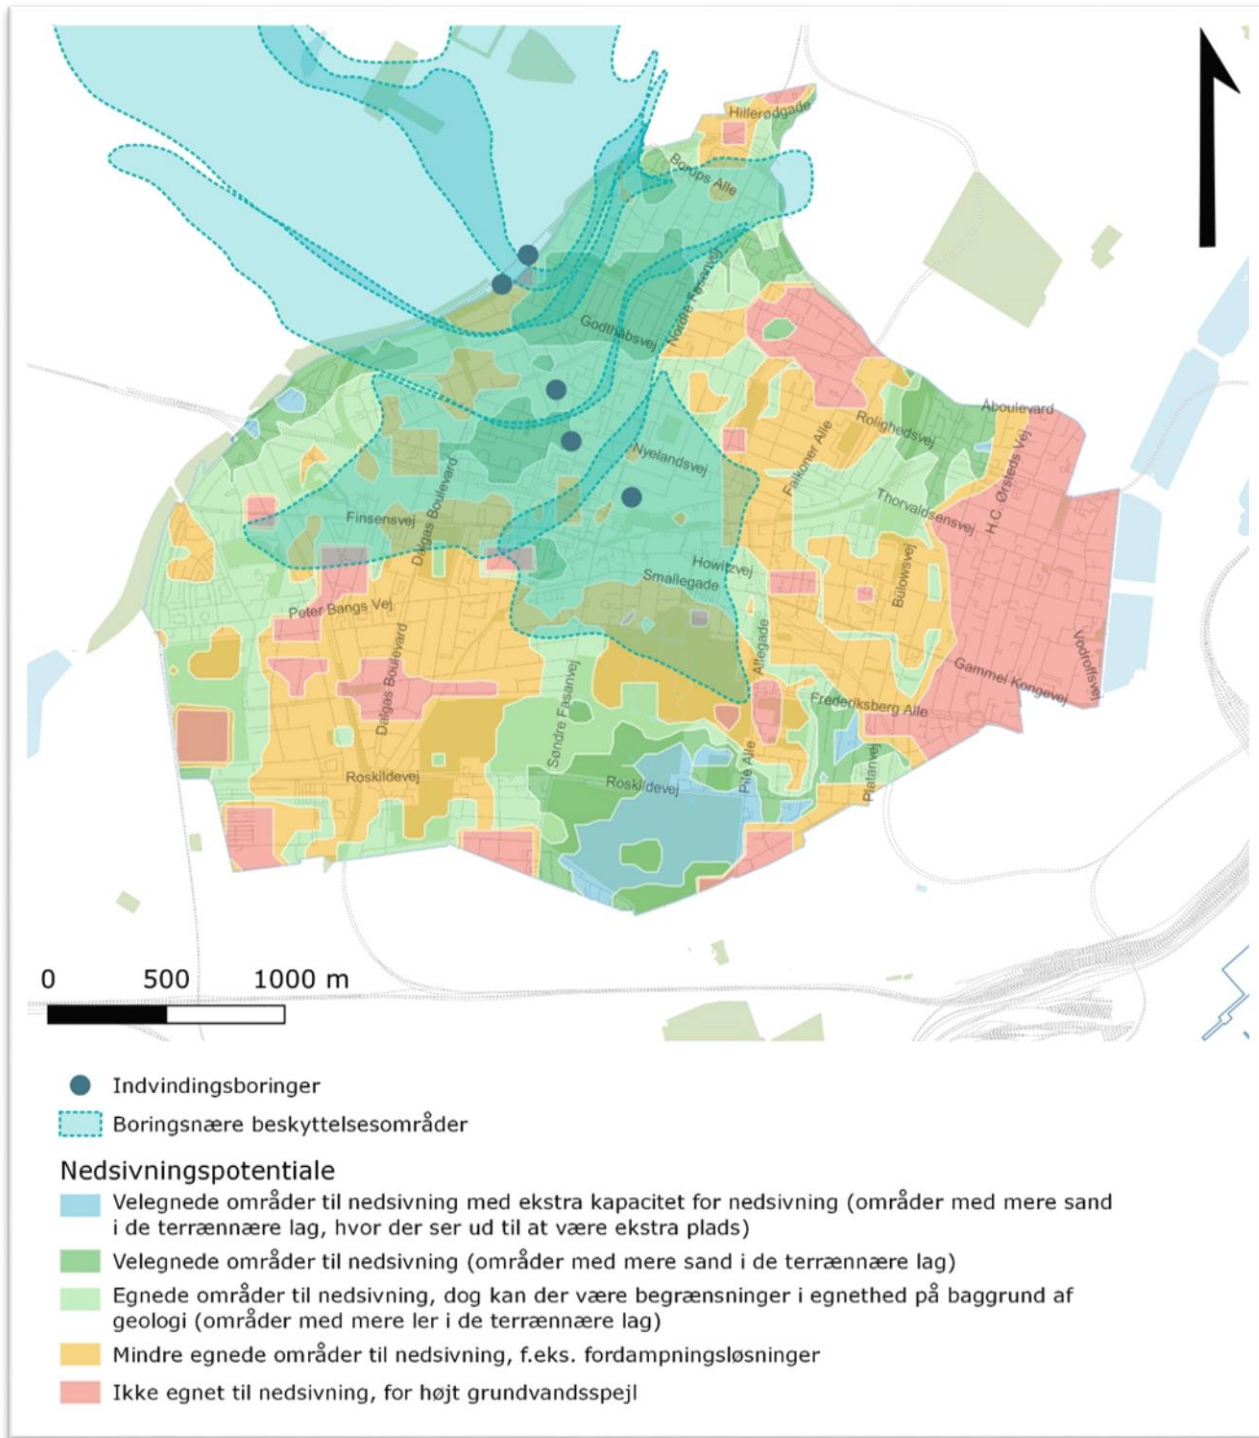 Hillerødgade
Borups Alle
Nordre Fasanvej
Godthåbsvej
Åboulevard
Rolighedsvej
Falkoner Alle
H.C. Ørsteds Vej
Nyelandsvej
Dalgas Boulevard
Thorvaldsensvej
Finsensvej
Howitzvej
Bülowsvej
Smallegade
Peter Bangs Vej
Allegade
Vodroffsvej
Dalgas Boulevard
Søndre Fasanvej
Gammel Kongevej
Frederiksberg Alle
Pile Alle
Platanvej
Roskildevej
Roskildevej
0 500 1000 m
Indvindingsboringer
Boringsnære beskyttelsesområder
Nedsivningspotentiale
Velegnede områder til nedsivning med ekstra kapacitet for nedsivning (områder med mere sand
i de terrænnære lag, hvor der ser ud til at være ekstra plads)
Velegnede områder til nedsivning (områder med mere sand i de terrænnære lag)
Egnede områder til nedsivning, dog kan der være begrænsninger i egnethed på baggrund af
geologi (områder med mere ler i de terrænnære lag)
Mindre egnede områder til nedsivning, f.eks. fordampningsløsninger
Ikke egnet til nedsivning, for højt grundvandsspejl